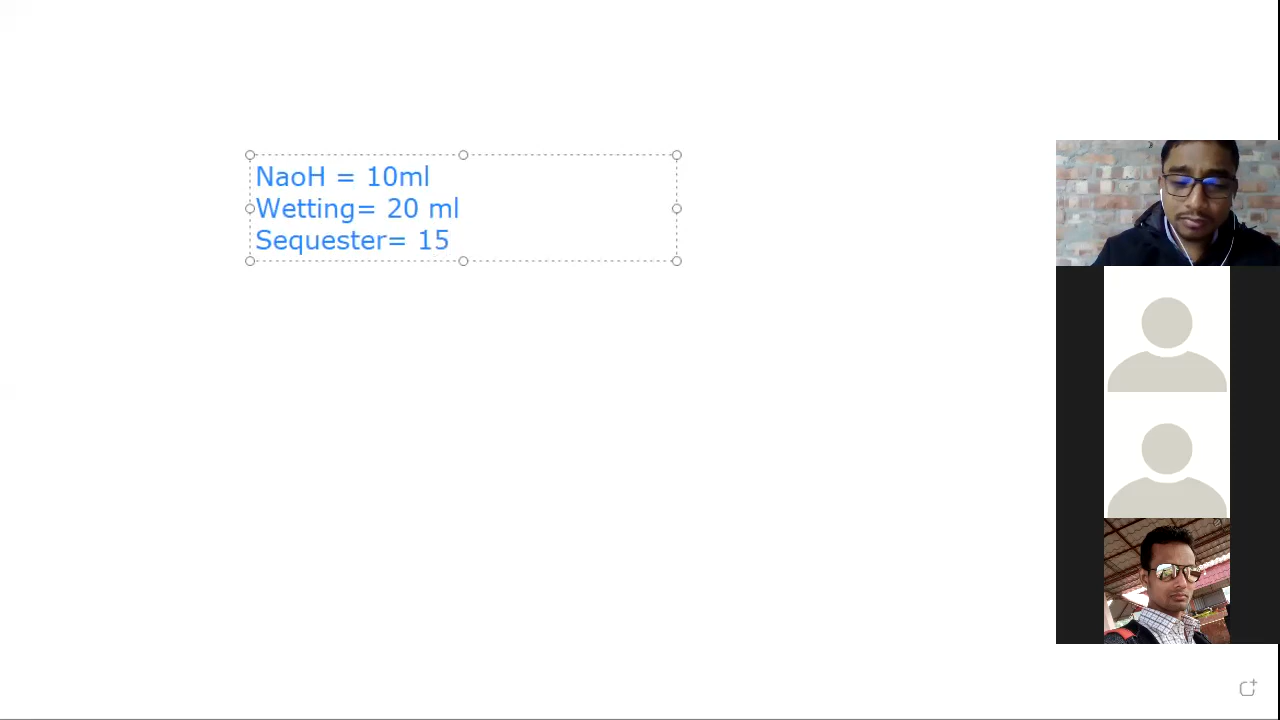 NaoH = 10ml
Wetting= 20 ml
Sequester= 15